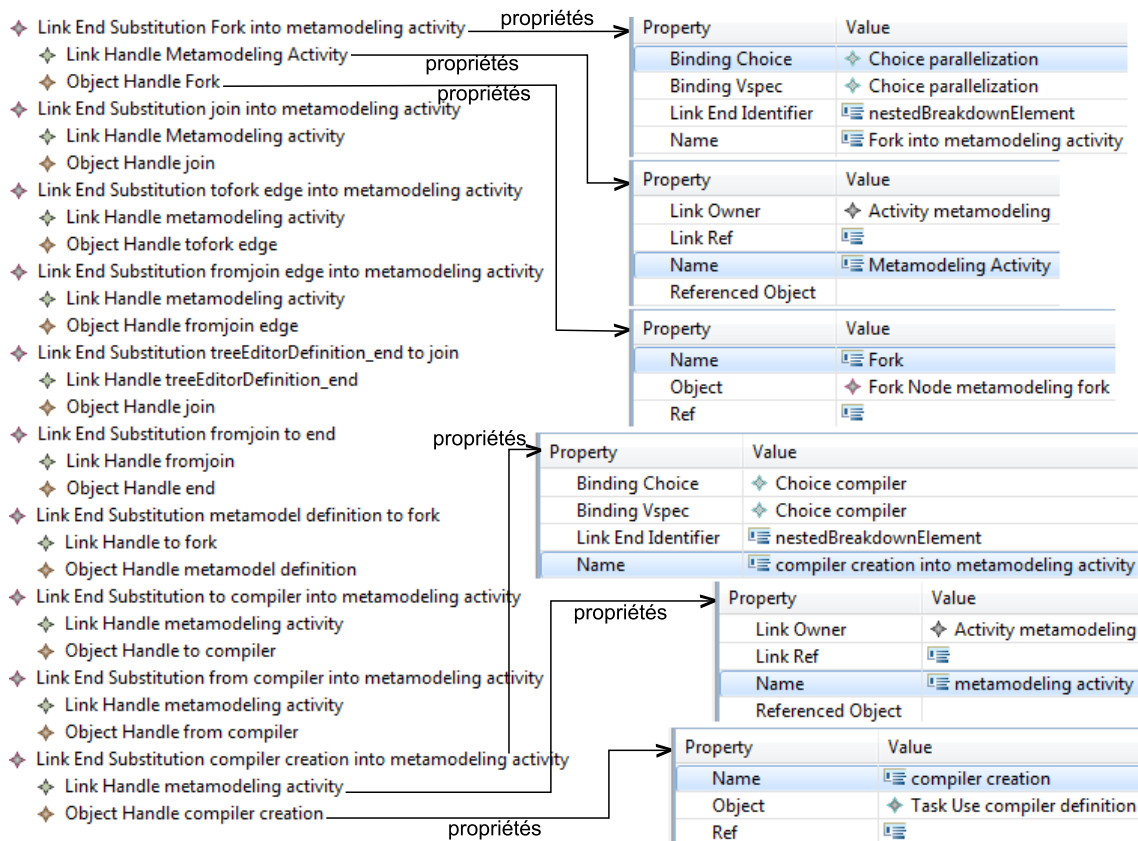 Link End Substitution Fork into metamodeling activity
Link Handle Metamodeling Activity
Object Handle Fork
Link End Substitution join into metamodeling activity
Link Handle Metamodeling activity
Object Handle join
Link End Substitution tofork edge into metamodeling activity
Link Handle metamodeling activity
Object Handle tofork edge
Link End Substitution fromjoin edge into metamodeling activity
Link Handle metamodeling activity
Object Handle fromjoin edge
Link End Substitution treeEditorDefinition_end to join
Link Handle treeEditorDefinition_end
Object Handle join
Link End Substitution fromjoin to end
Link Handle fromjoin
Object Handle end
Link End Substitution metamodel definition to fork
Link Handle to fork
Object Handle metamodel definition
Link End Substitution to compiler into metamodeling activity
Link Handle metamodeling activity
Object Handle to compiler
Link End Substitution from compiler into metamodeling activity
Link Handle metamodeling activity
Object Handle from compiler
Link End Substitution compiler creation into metamodeling activity
Link Handle metamodeling activity
Object Handle compiler creation
propriétés
Property Value
Binding Choice Choice parallelization
Binding Vspec Choice parallelization
Link End Identifier nestedBreakdownElement
Name Fork into metamodeling activity
propriétés
Property Value
Link Owner Activity metamodeling
Link Ref
Name Metamodeling Activity
Referenced Object
propriétés
Property Value
Name Fork
Object Fork Node metamodeling fork
Ref
propriétés
Property Value
Binding Choice Choice compiler
Binding Vspec Choice compiler
Link End Identifier nestedBreakdownElement
Name compiler creation into metamodeling activity
propriétés
Property Value
Link Owner Activity metamodeling
Link Ref
Name metamodeling activity
Referenced Object
propriétés
Property Value
Name compiler creation
Object Task Use compiler definition
Ref